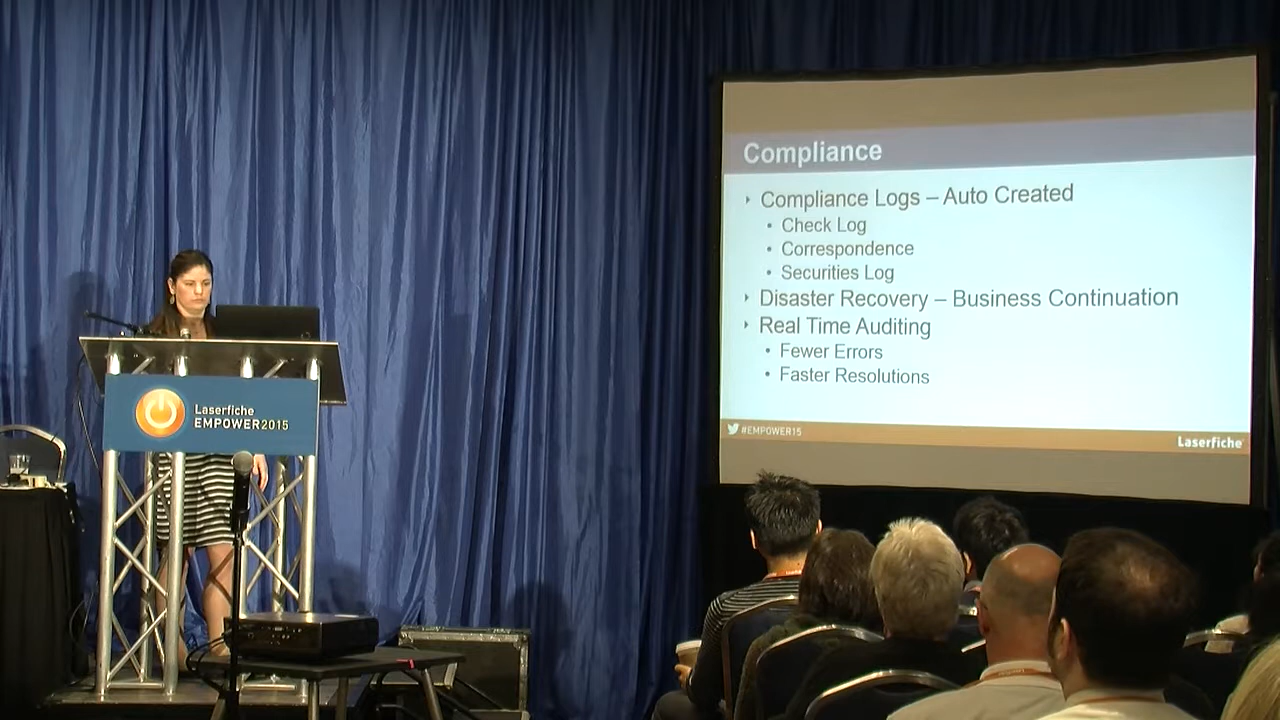 Compliance
Compliance Logs – Auto Created
Check Log
Correspondence
Securities Log
Disaster Recovery – Business Continuation
Real Time Auditing
Fewer Errors
Faster Resolutions
#EMPOWER15
Laserfiche
Laserfiche
EMPOWER2015